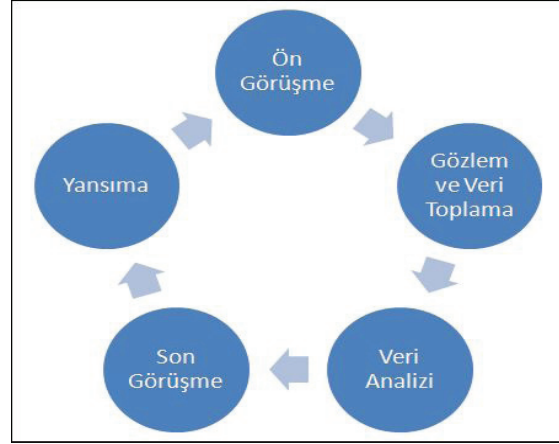 Ön
Görüşme
Gözlem
ve Veri
Toplama
Veri
Analizi
Son
Görüşme
Yansıma